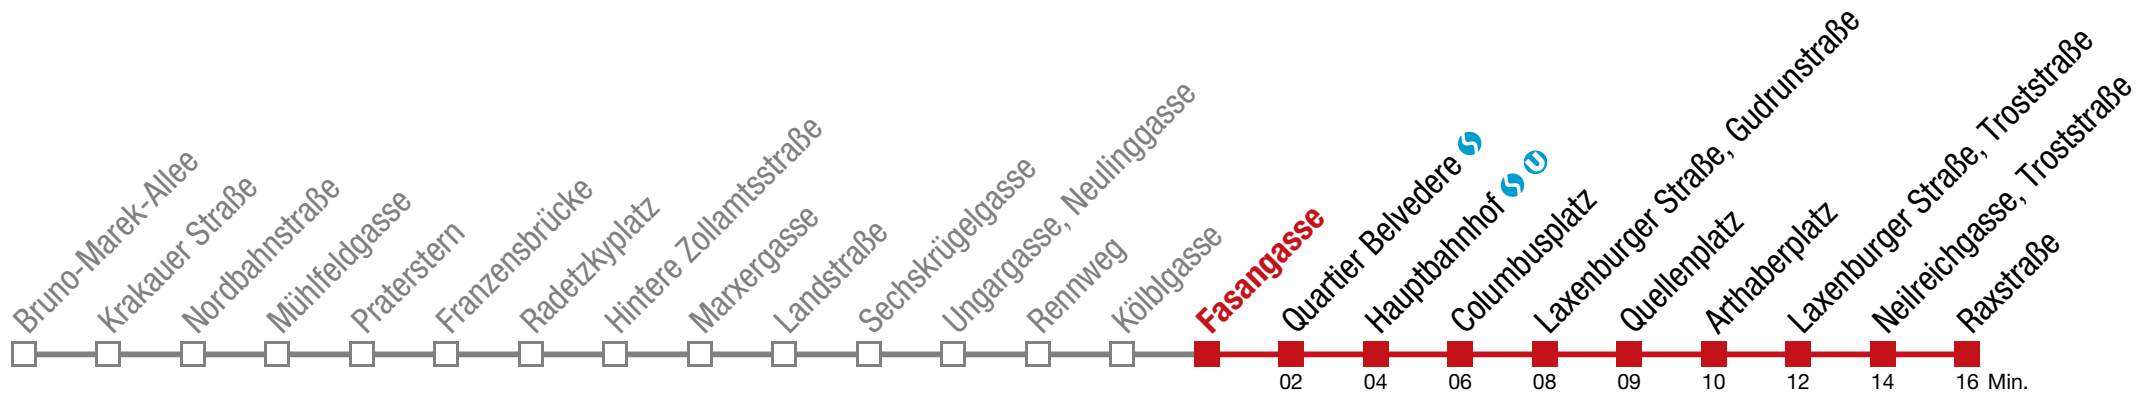 Bruno-Marek-Allee
Krakauer Straße
Nordbahnstraße
Mühlfeldgasse
Praterstern
Franzensbrücke
Radetzkyplatz
Hintere Zollamtsstraße
Marxergasse
Landstraße
Sechskrügelgasse
Ungargasse, Neulinggasse
Rennweg
Kölblgasse
Fasangasse
Quartier Belvedere S
Hauptbahnhof S U
Columbusplatz
Laxenburger Straße, Gudrunstraße
Quellenplatz
Arthaberplatz
Laxenburger Straße, Troststraße
Neilreichgasse, Troststraße
Raxstraße
02 04 06 08 09 10 12 14 16 Min.